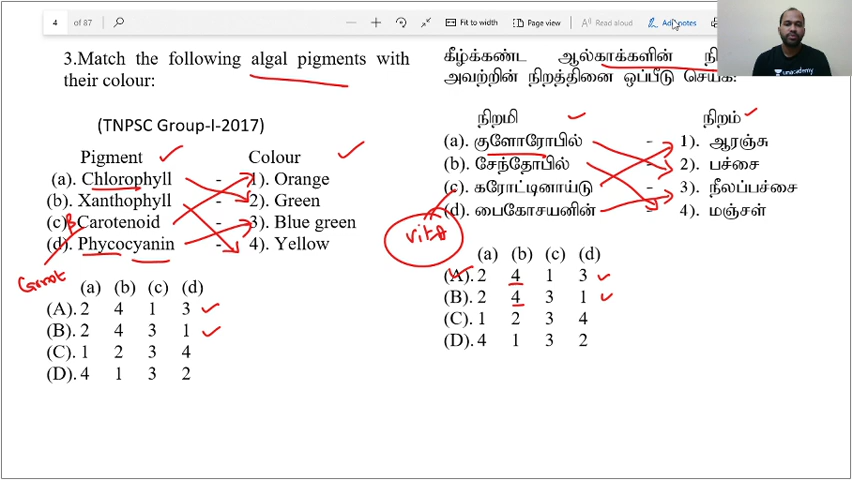 4 of 87
Fit to width
Page view
Read aloud
Add notes
3.Match the following algal pigments with
their colour:
(TNPSC Group-I-2017)
Pigment Colour
(a). Chlorophyll - 1). Orange
(b). Xanthophyll - 2). Green
(c). β Carotenoid - 3). Blue green
(d). Phycocyanin - 4). Yellow
Carrot
(a) (b) (c) (d)
(A). 2 4 1 3
(B). 2 4 3 1
(C). 1 2 3 4
(D). 4 1 3 2
கீழ்க்கண்ட ஆல்காக்களின்
அவற்றின் நிறத்தினை ஒப்பீடு செய்க:
நிறமி நிறம்
(a). குளோரோபில் - 1). ஆரஞ்சு
(b). சேந்தோபில் - 2). பச்சை
(c). கரோட்டினாய்டு - 3). நீலப்பச்சை
(d). பைகோசயனின் - 4). மஞ்சள்
vit A
(a) (b) (c) (d)
(A). 2 4 1 3
(B). 2 4 3 1
(C). 1 2 3 4
(D). 4 1 3 2
unacademy